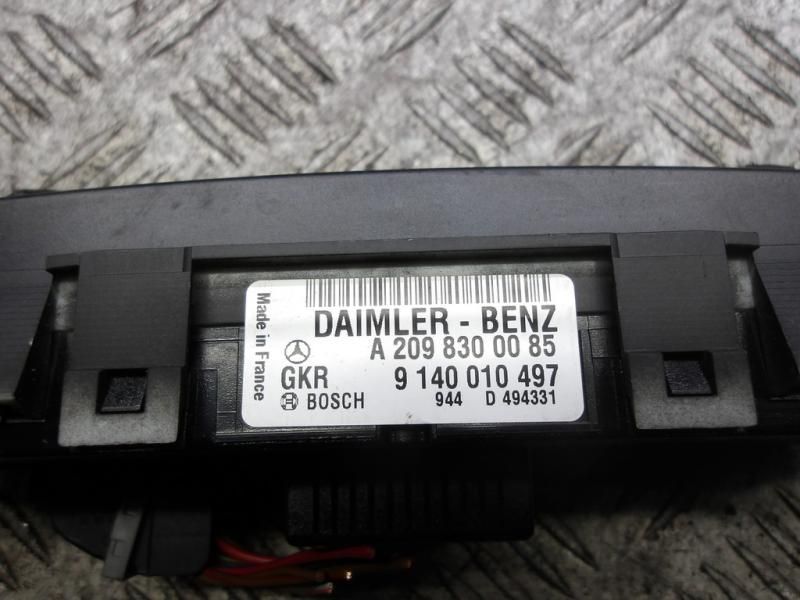 Made in France
DAIMLER - BENZ
A 209 830 00 85
GKR 9 140 010 497
BOSCH 944 D 494331